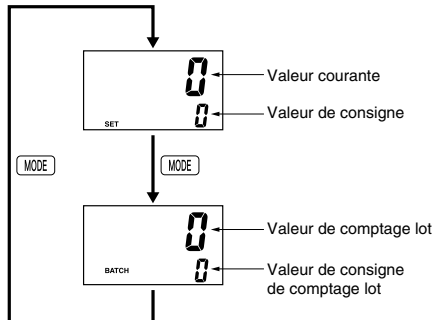 0
Valeur courante
0
Valeur de consigne
SET
MODE
MODE
0
Valeur de comptage lot
BATCH
0
Valeur de consigne
de comptage lot